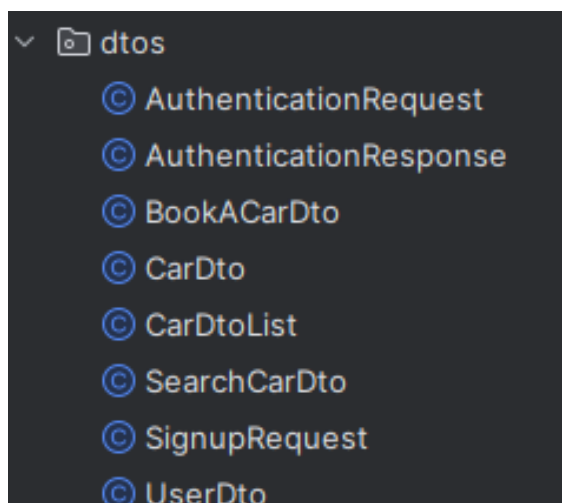 dtos
AuthenticationRequest
AuthenticationResponse
BookACarDto
CarDto
CarDtoList
SearchCarDto
SignupRequest
UserDto